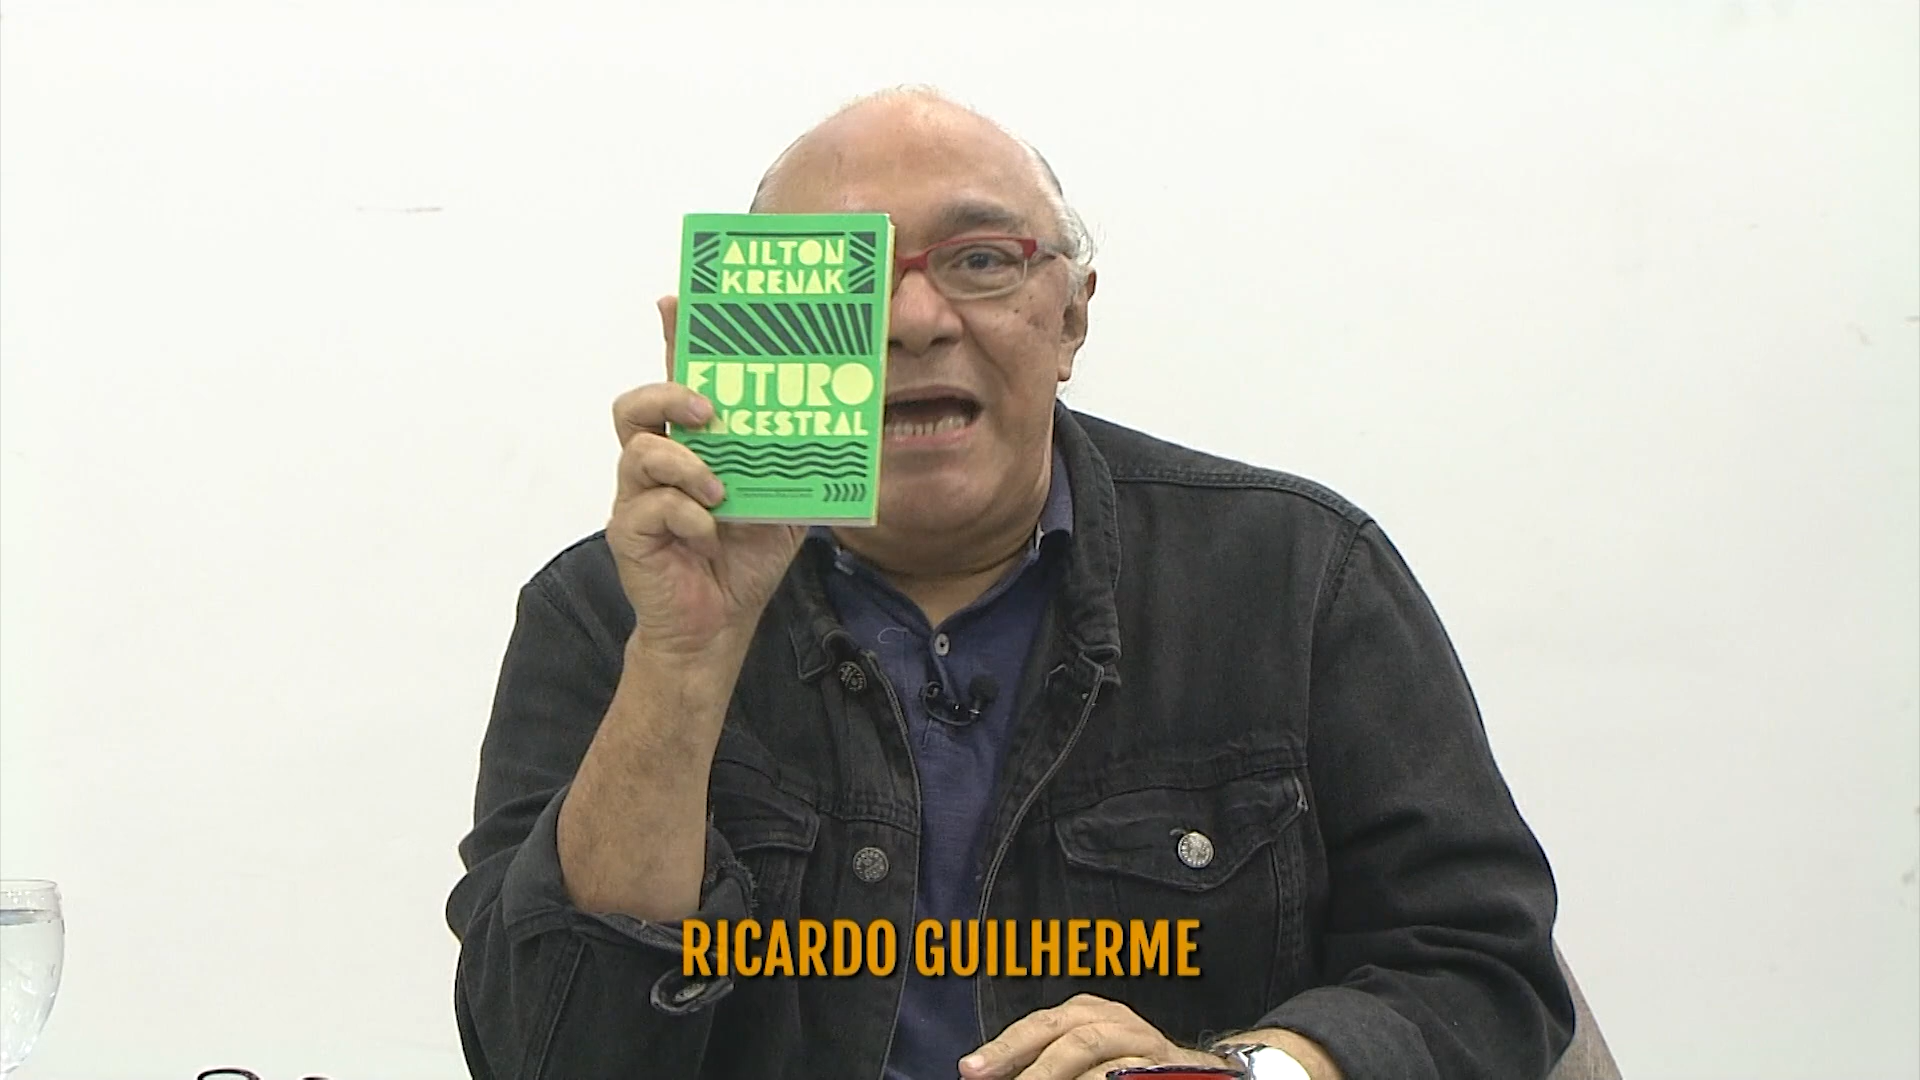 AILTON
KRENAK
FUTURO
ANCESTRAL
RICARDO GUILHERME